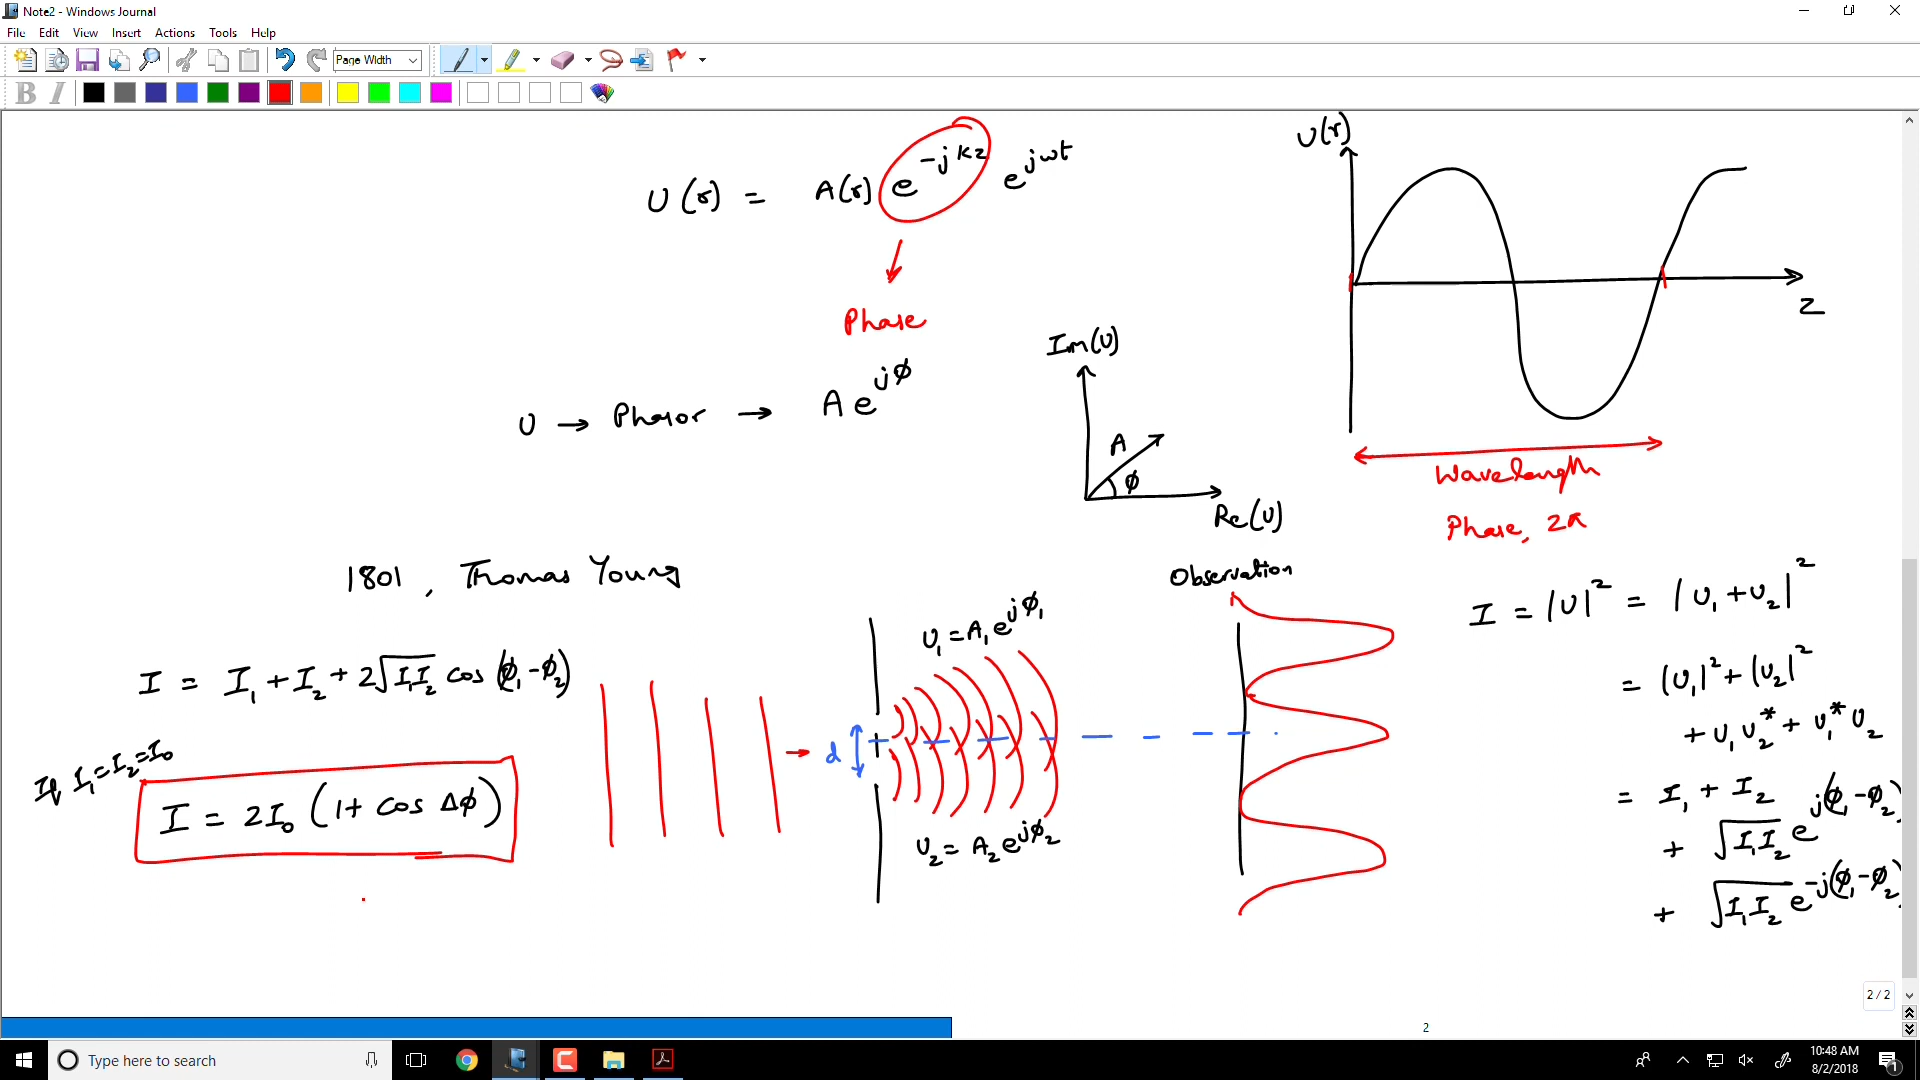 Note2 - Windows Journal
File Edit View Insert Actions Tools Help
Page Width
B I
U(r) = A(r) e^{-jkz} e^{jωt}
Phase
U → Phasor → A e^{jϕ}
Im(U)
A
ϕ
Re(U)
U(r)
z
Wavelength
Phase, 2π
1801, Thomas Young
I = I₁ + I₂ + 2√(I₁I₂) cos(ϕ₁-ϕ₂)
If I₁=I₂=I₀
I = 2I₀ (1 + cos Δϕ)
d
U₁ = A₁ e^{jϕ₁}
U₂ = A₂ e^{jϕ₂}
Observation
I = |U|² = |U₁ + U₂|²
= |U₁|² + |U₂|²
+ U₁U₂* + U₁*U₂
= I₁ + I₂
+ √(I₁I₂) e^{j(ϕ₁-ϕ₂)}
+ √(I₁I₂) e^{-j(ϕ₁-ϕ₂)}
2 / 2
2
Type here to search
10:48 AM
8/2/2018
1